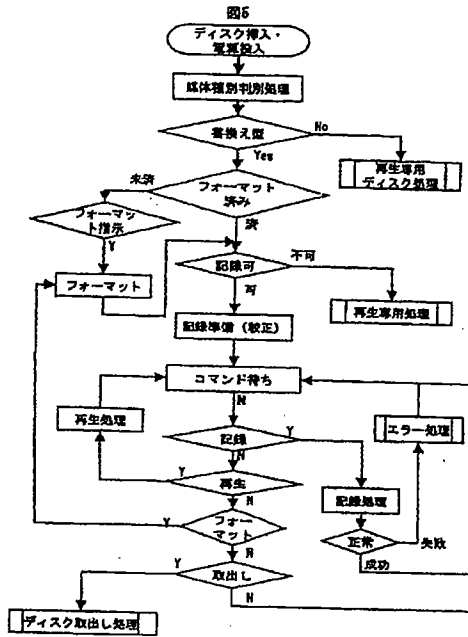 図5
ディスク挿入・
電源投入
媒体種別判別処理
書換え型
No
Yes
再生専用
ディスク処理
未済
フォーマット
済み
済
フォーマッ
ト指示
Y
フォーマット
記録可
不可
可
再生専用処理
記録準備（較正）
コマンド待ち
N
再生処理
記録
Y
エラー処理
N
Y
再生
記録処理
N
Y
フォー
マット
正常
失敗
成功
N
Y
取出し
N
ディスク取出し処理